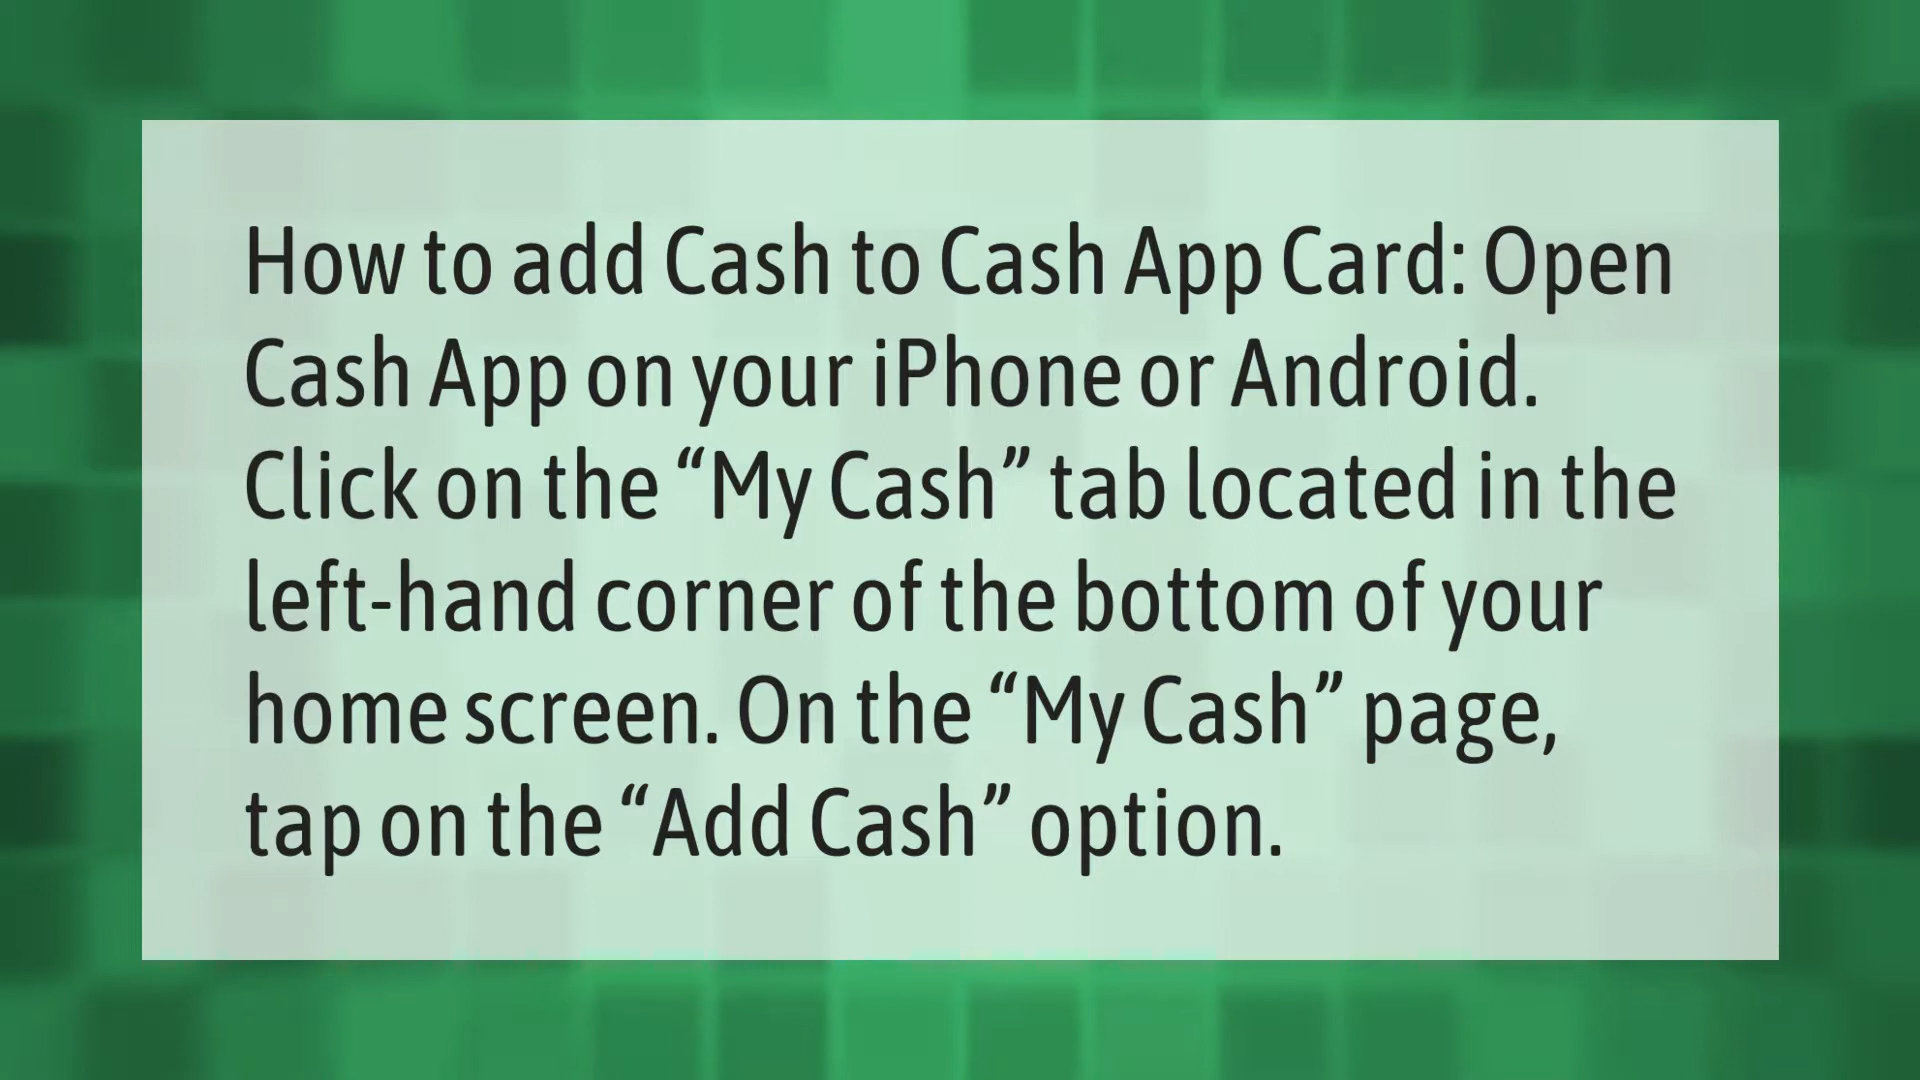 How to add Cash to Cash App Card: Open
Cash App on your iPhone or Android.
Click on the “My Cash” tab located in the
left-hand corner of the bottom of your
home screen. On the “My Cash” page,
tap on the “Add Cash” option.